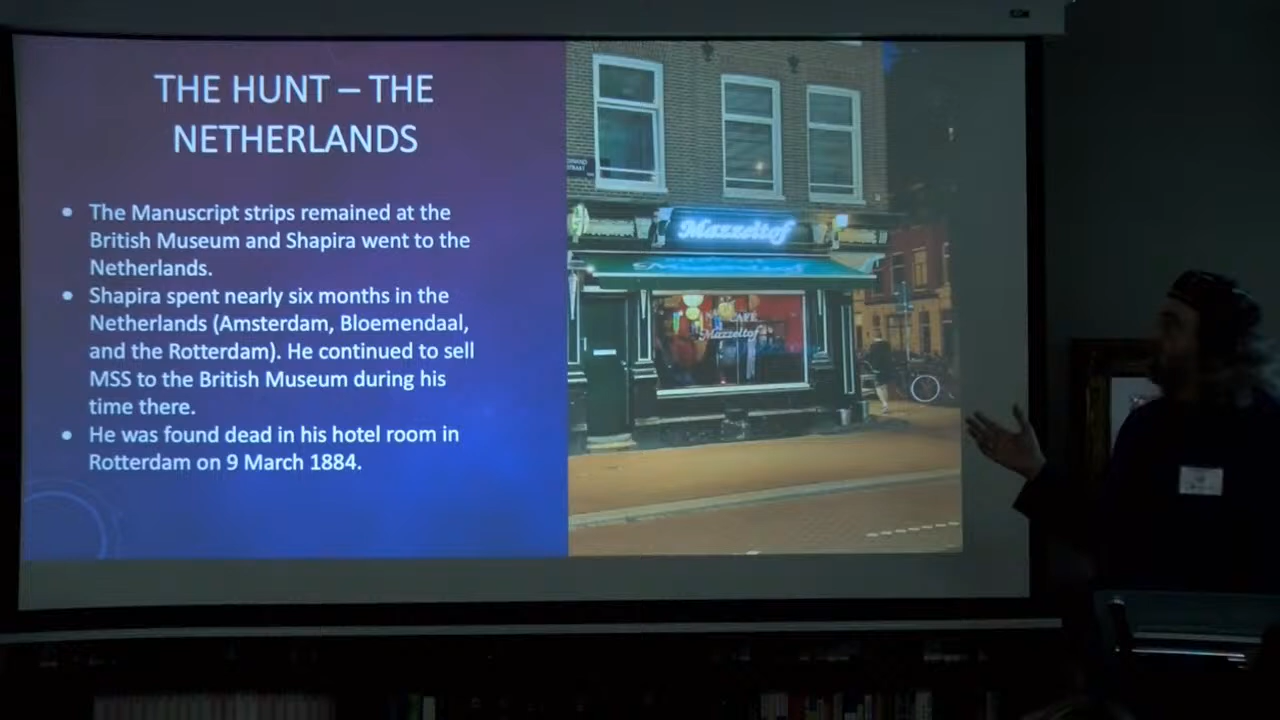 THE HUNT – THE
NETHERLANDS
• The Manuscript strips remained at the
British Museum and Shapira went to the
Netherlands.
• Shapira spent nearly six months in the
Netherlands (Amsterdam, Bloemendaal,
and the Rotterdam). He continued to sell
MSS to the British Museum during his
time there.
• He was found dead in his hotel room in
Rotterdam on 9 March 1884.
Mazzeltof
CAFÉ
Mazzeltof